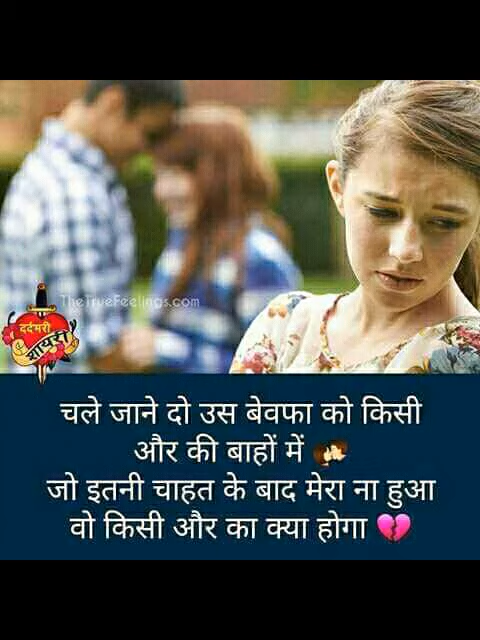 TheTrueFeelings.com
दर्दभरी
शायरी
चले जाने दो उस बेवफा को किसी
और की बाहों में
जो इतनी चाहत के बाद मेरा ना हुआ
वो किसी और का क्या होगा 💔